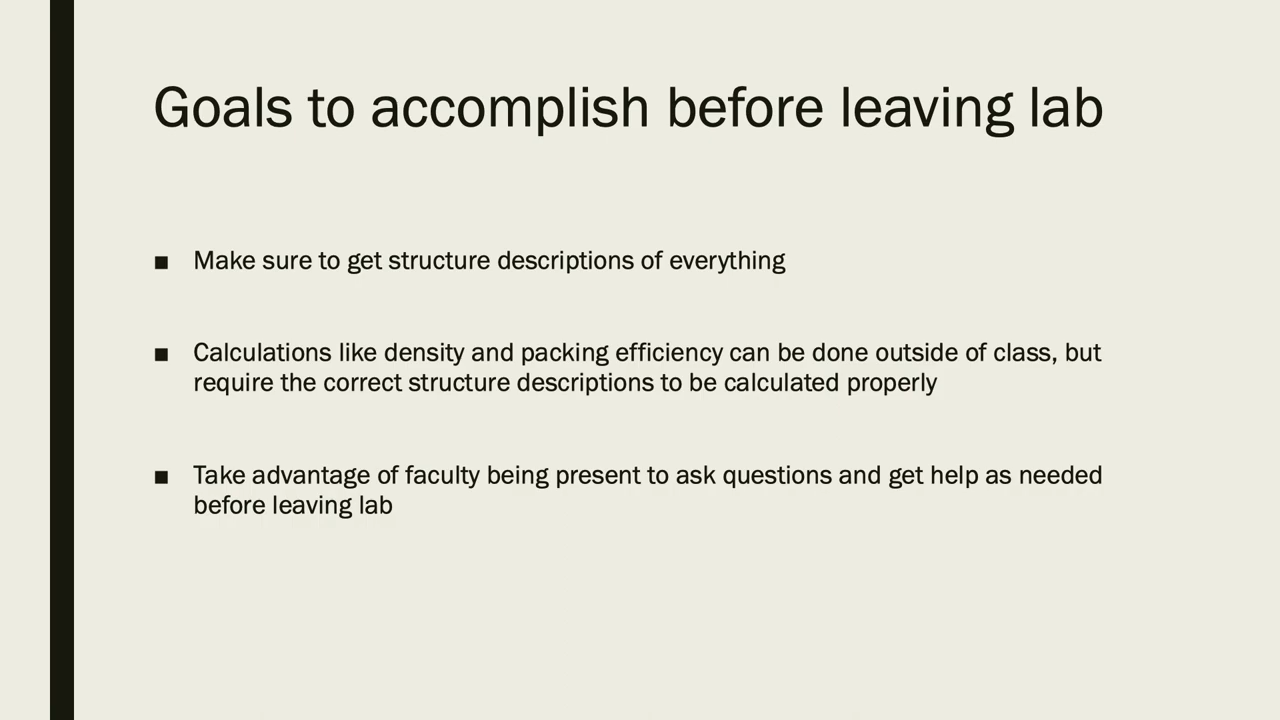 Goals to accomplish before leaving lab
■ Make sure to get structure descriptions of everything
■ Calculations like density and packing efficiency can be done outside of class, but
require the correct structure descriptions to be calculated properly
■ Take advantage of faculty being present to ask questions and get help as needed
before leaving lab